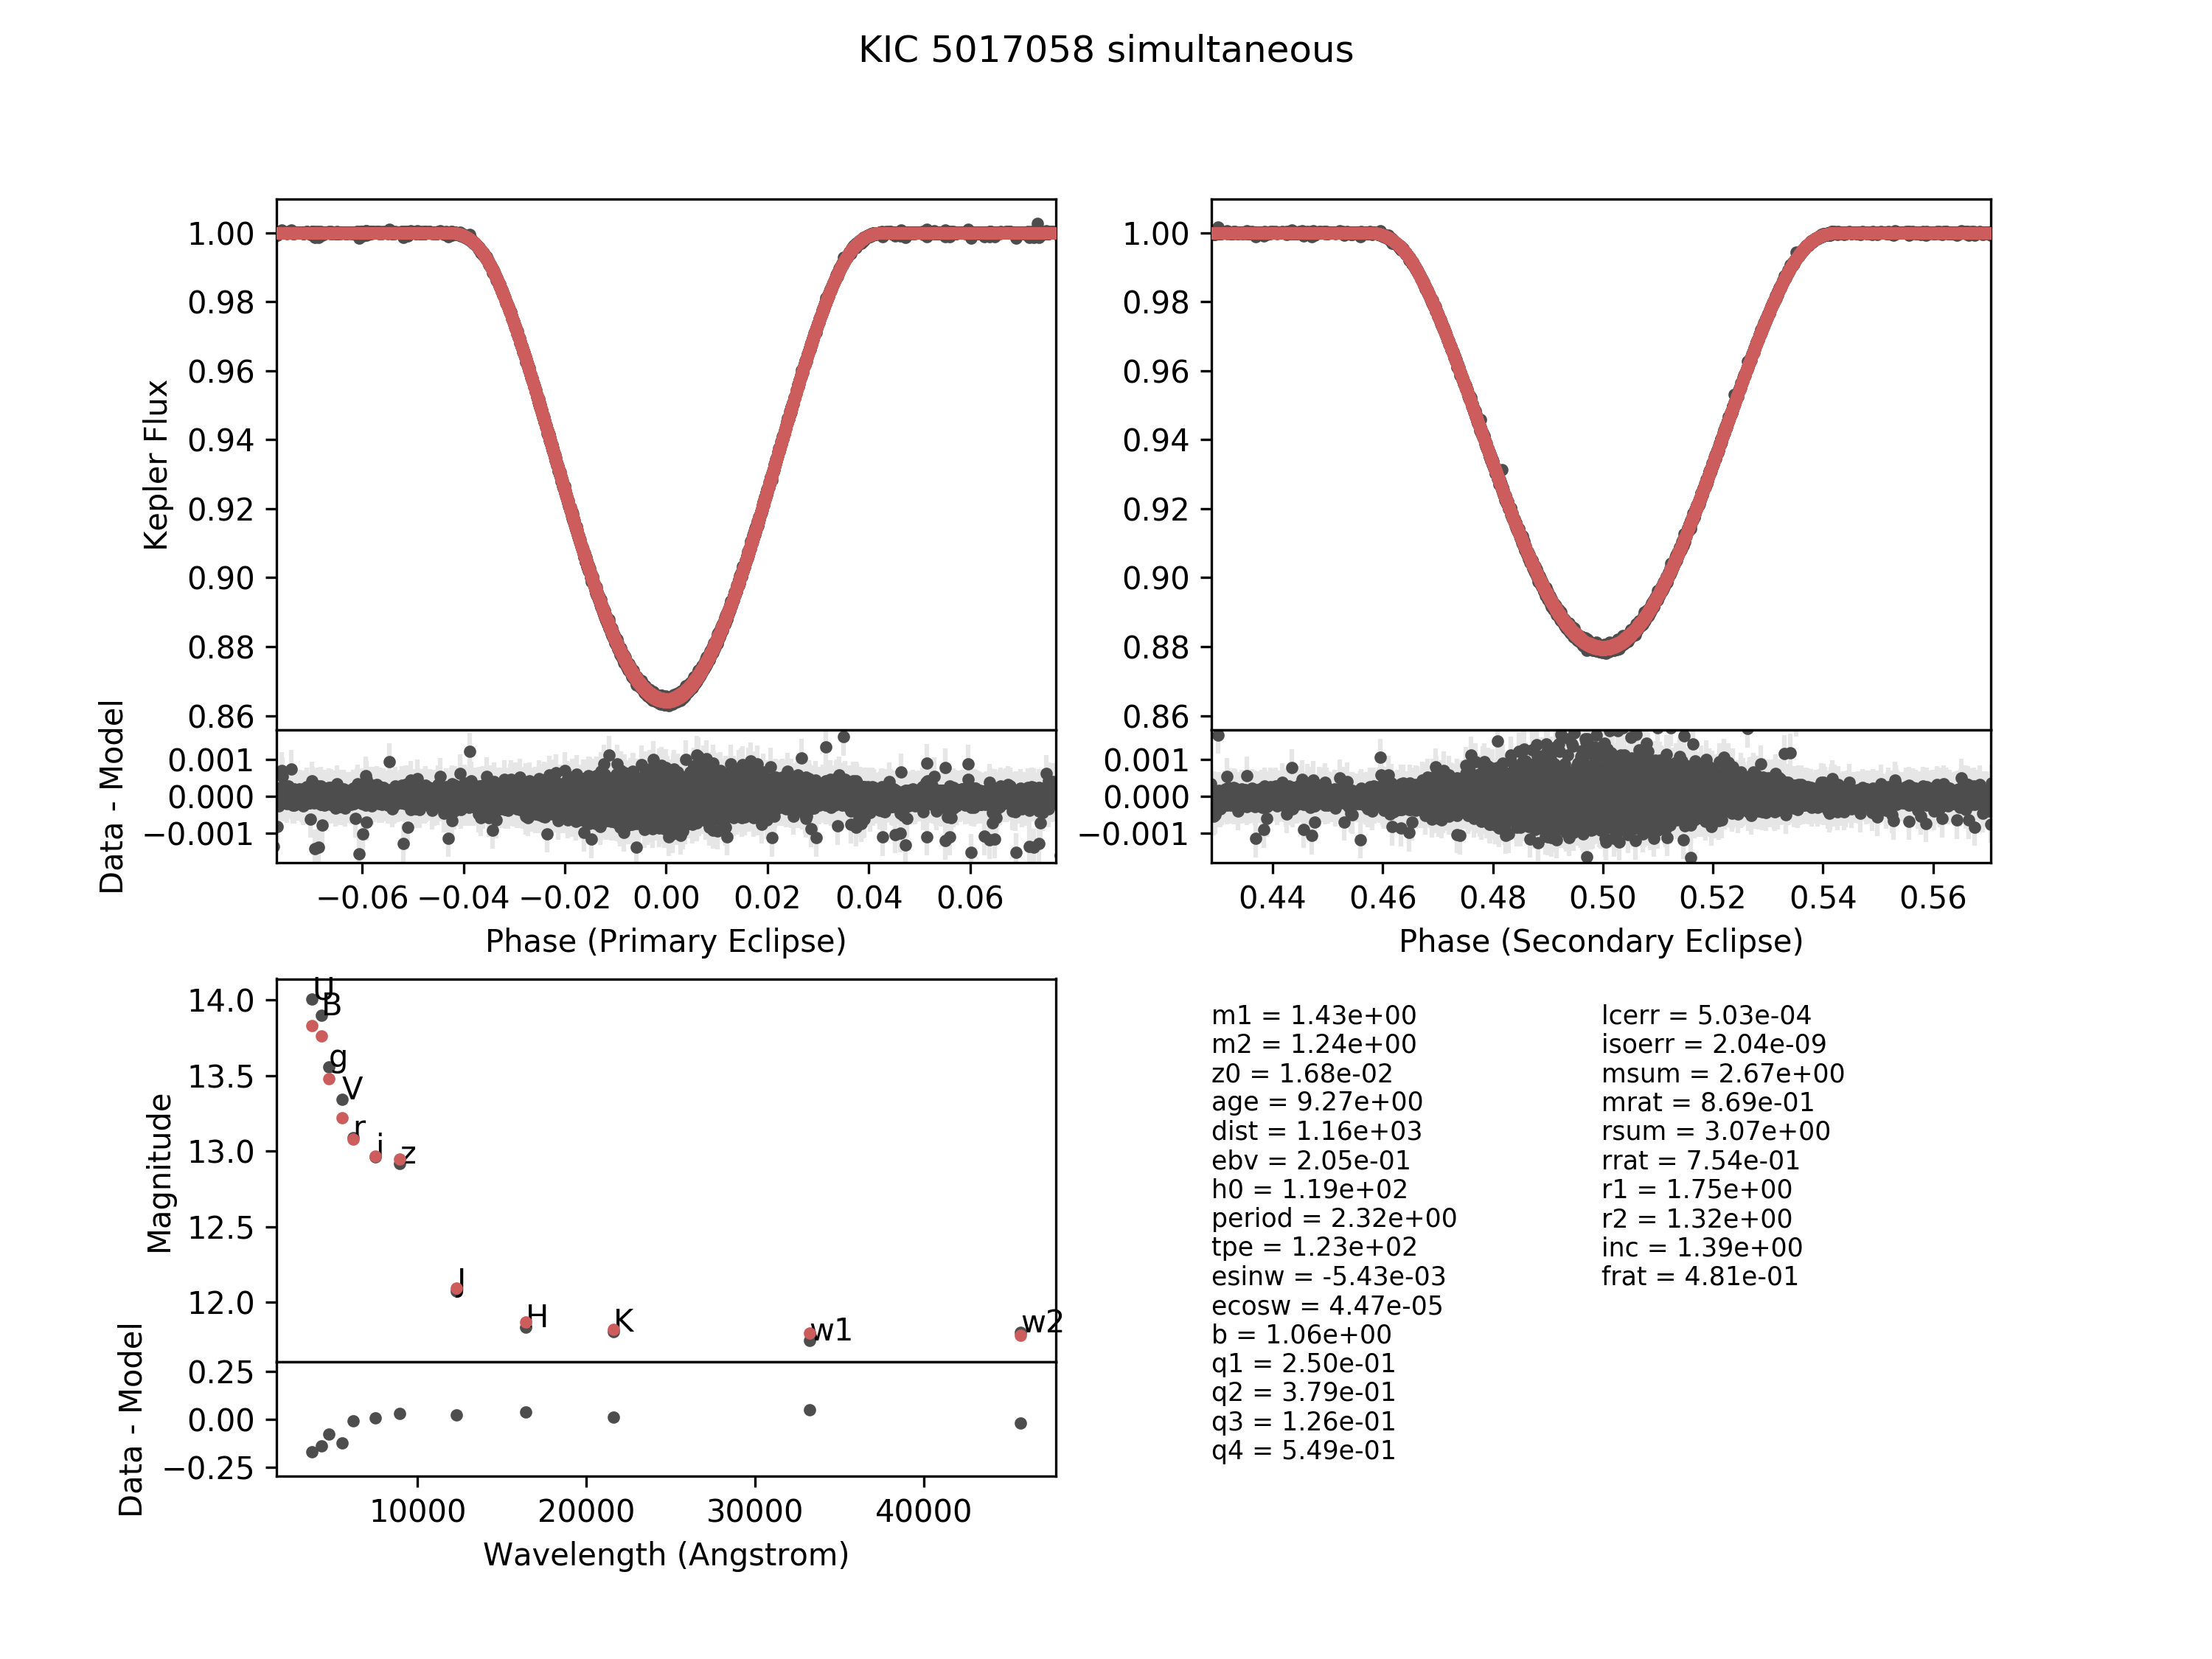 KIC 5017058 simultaneous
Kepler Flux
1.00
0.98
0.96
0.94
0.92
0.90
0.88
0.86
Data - Model
0.001
0.000
−0.001
−0.06 −0.04 −0.02 0.00 0.02 0.04 0.06
Phase (Primary Eclipse)
1.00
0.98
0.96
0.94
0.92
0.90
0.88
0.86
0.001
0.000
−0.001
0.44 0.46 0.48 0.50 0.52 0.54 0.56
Phase (Secondary Eclipse)
Magnitude
14.0
13.5
13.0
12.5
12.0
U
B
g
V
r
i
z
J
H
K
w1
w2
Data - Model
0.25
0.00
−0.25
10000 20000 30000 40000
Wavelength (Angstrom)
m1 = 1.43e+00
m2 = 1.24e+00
z0 = 1.68e-02
age = 9.27e+00
dist = 1.16e+03
ebv = 2.05e-01
h0 = 1.19e+02
period = 2.32e+00
tpe = 1.23e+02
esinw = -5.43e-03
ecosw = 4.47e-05
b = 1.06e+00
q1 = 2.50e-01
q2 = 3.79e-01
q3 = 1.26e-01
q4 = 5.49e-01
lcerr = 5.03e-04
isoerr = 2.04e-09
msum = 2.67e+00
mrat = 8.69e-01
rsum = 3.07e+00
rrat = 7.54e-01
r1 = 1.75e+00
r2 = 1.32e+00
inc = 1.39e+00
frat = 4.81e-01